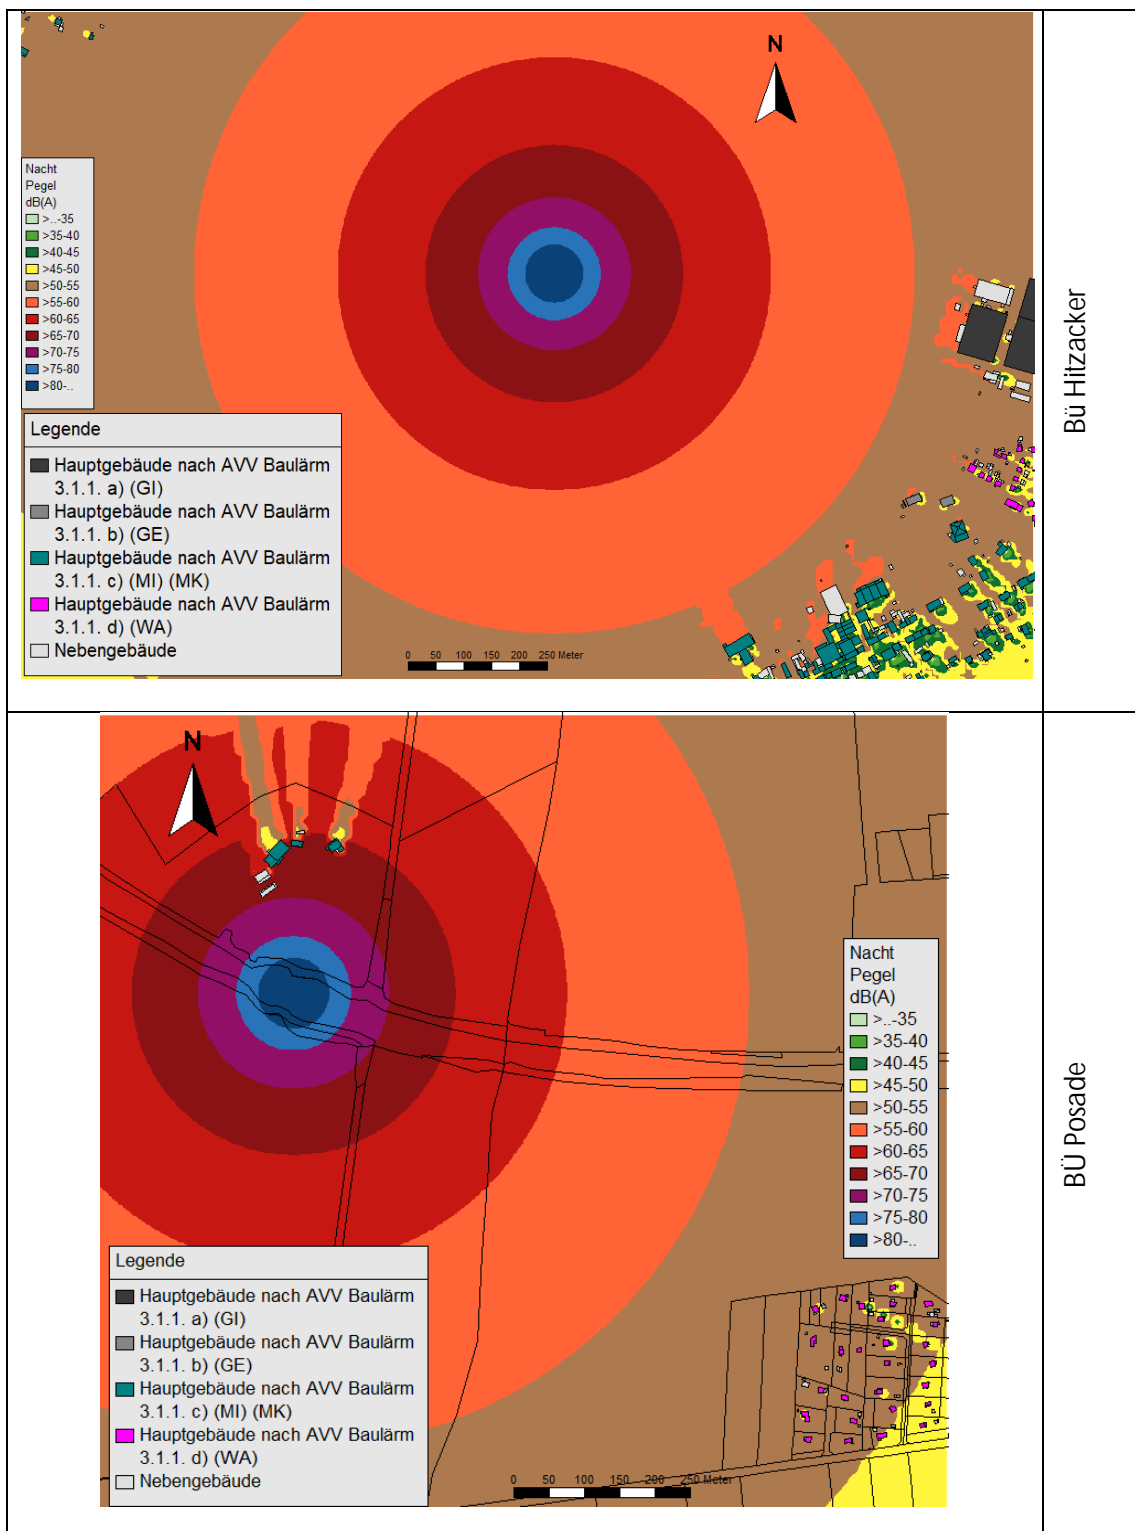 N
Nacht
Pegel
dB(A)
>..-35
>35-40
>40-45
>45-50
>50-55
>55-60
>60-65
>65-70
>70-75
>75-80
>80-..
Legende
Hauptgebäude nach AVV Baulärm
3.1.1. a) (GI)
Hauptgebäude nach AVV Baulärm
3.1.1. b) (GE)
Hauptgebäude nach AVV Baulärm
3.1.1. c) (MI) (MK)
Hauptgebäude nach AVV Baulärm
3.1.1. d) (WA)
Nebengebäude
0 50 100 150 200 250 Meter
Bü Hitzacker
N
Nacht
Pegel
dB(A)
>..-35
>35-40
>40-45
>45-50
>50-55
>55-60
>60-65
>65-70
>70-75
>75-80
>80-..
Legende
Hauptgebäude nach AVV Baulärm
3.1.1. a) (GI)
Hauptgebäude nach AVV Baulärm
3.1.1. b) (GE)
Hauptgebäude nach AVV Baulärm
3.1.1. c) (MI) (MK)
Hauptgebäude nach AVV Baulärm
3.1.1. d) (WA)
Nebengebäude
0 50 100 150 200 250 Meter
BÜ Posade